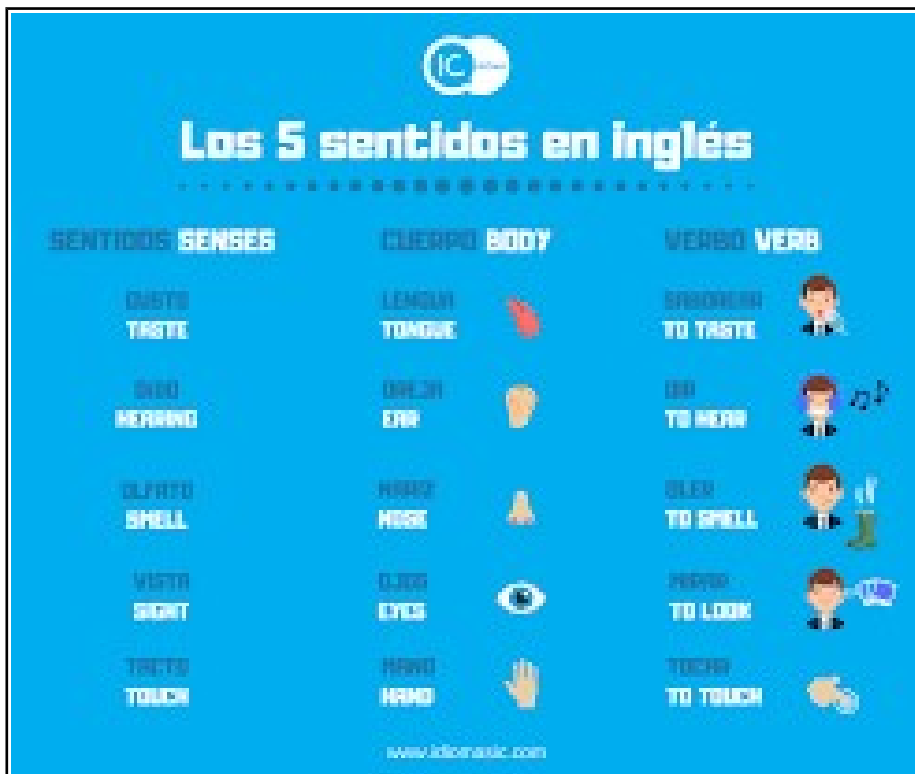 IC
Los 5 sentidos en inglés
SENTIDOS SENSES
CUERPO BODY
VERBO VERB
GUSTO
TASTE
LENGUA
TONGUE
SABOREAR
TO TASTE
OIDO
HEARING
OREJA
EAR
OIR
TO HEAR
OLFATO
SMELL
NARIZ
NOSE
OLER
TO SMELL
VISTA
SIGHT
OJOS
EYES
MIRAR
TO LOOK
TACTO
TOUCH
MANO
HAND
TOCAR
TO TOUCH
www.idiomasic.com